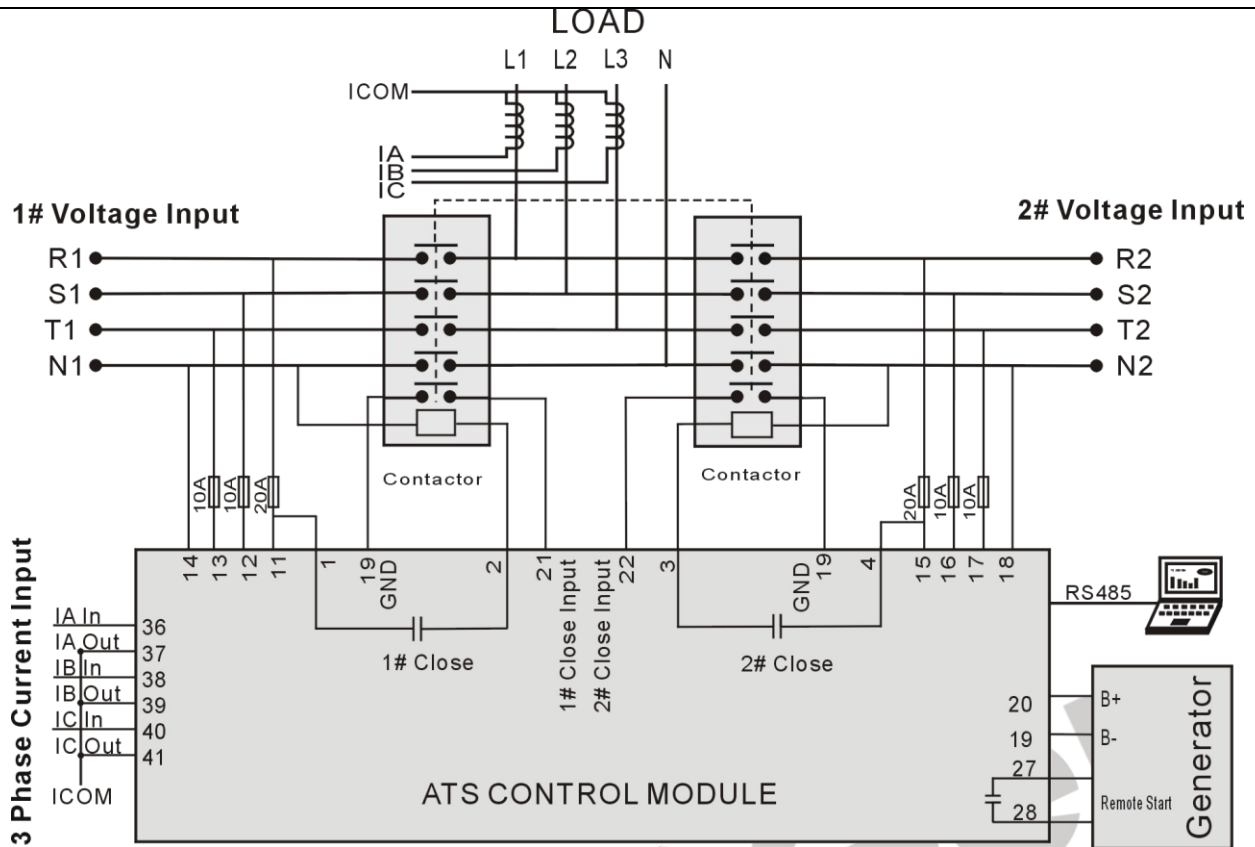 LOAD
L1 L2 L3 N
ICOM
IA
IB
IC
1# Voltage Input
2# Voltage Input
R1
S1
T1
N1
R2
S2
T2
N2
Contactor
Contactor
10A
10A
20A
20A
10A
10A
14
13
12
11
1
19
GND
2
21
1# Close Input
2# Close Input
22
3
GND
19
4
15
16
17
18
1# Close
2# Close
3 Phase Current Input
IA In 36
IA Out 37
IB In 38
IB Out 39
IC In 40
IC Out 41
ICOM
ATS CONTROL MODULE
RS485
20 B+
19 B-
27
28 Remote Start
Generator